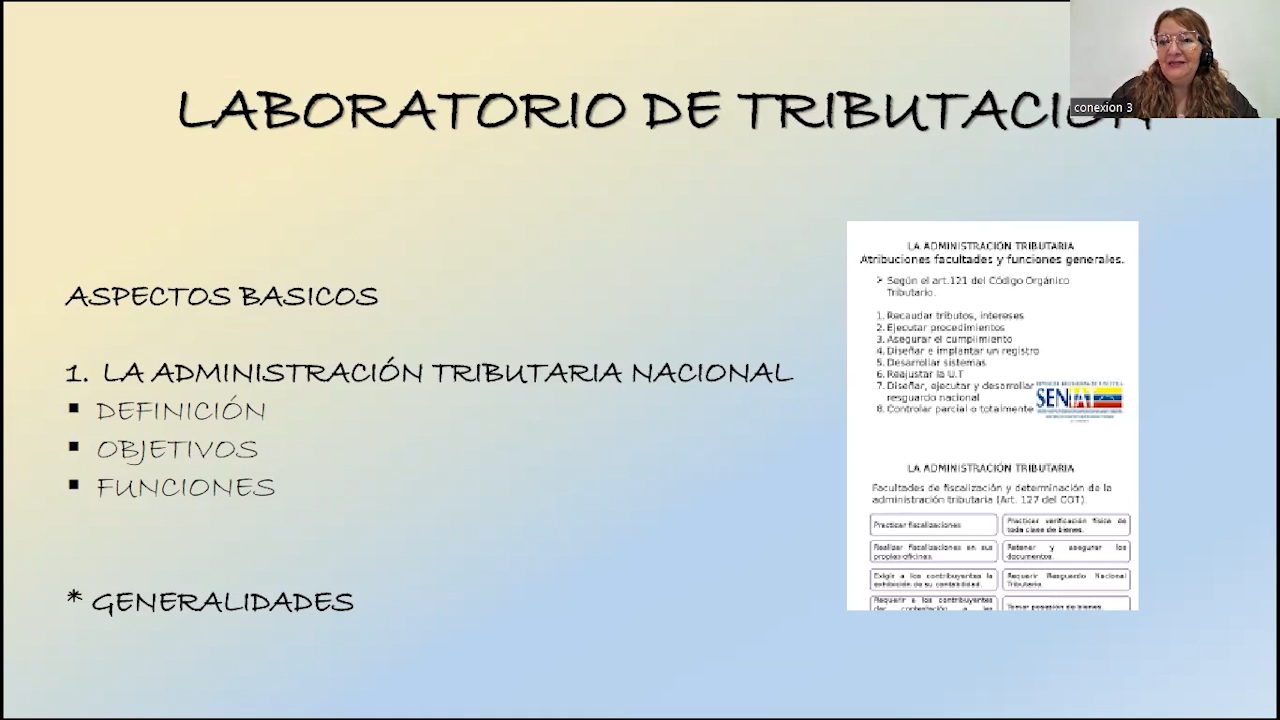 LABORATORIO DE TRIBUTACIÓN
conexion 3
ASPECTOS BASICOS
1. LA ADMINISTRACIÓN TRIBUTARIA NACIONAL
▪ DEFINICIÓN
▪ OBJETIVOS
▪ FUNCIONES
* GENERALIDADES
LA ADMINISTRACION TRIBUTARIA
Atribuciones facultades y funciones generales.
➢ Según el art.121 del Código Orgánico
Tributario.
1. Recaudar tributos, intereses
2. Ejecutar procedimientos
3. Asegurar el cumplimiento
4. Diseñar e implantar un registro
5. Desarrollar sistemas
6. Reajustar la U.T
7. Diseñar, ejecutar y desarrollar
resguardo nacional
8. Controlar parcial o totalmente
SENIAT
LA ADMINISTRACIÓN TRIBUTARIA
Facultades de fiscalización y determinación de la
administración tributaria (Art. 127 del COT).
Practicar fiscalizaciones
Practicar verificación física de
toda clase de bienes.
Realizar fiscalizaciones en sus
propias oficinas.
Retener y asegurar los
documentos.
Exigir a los contribuyentes la
exhibición de su contabilidad.
Requerir Resguardo Nacional
Tributario.
Requerir a los contribuyentes
Tomar posesión de bienes.